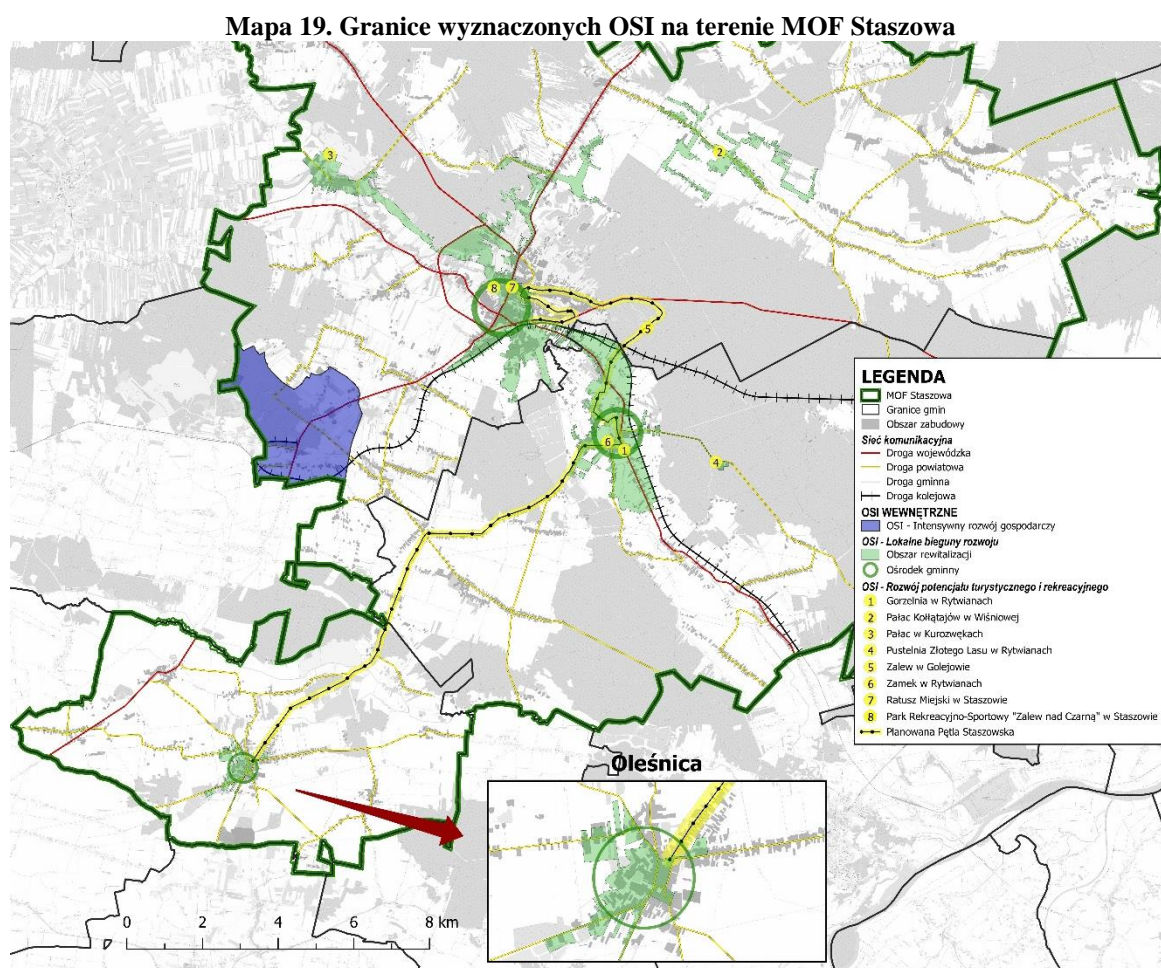 Mapa 19. Granice wyznaczonych OSI na terenie MOF Staszowa
3
2
8
7
5
6
1
4
LEGENDA
MOF Staszowa
Granice gmin
Obszar zabudowy
Sieć komunikacyjna
Droga wojewódzka
Droga powiatowa
Droga gminna
Droga kolejowa
OSI WEWNĘTRZNE
OSI - Intensywny rozwój gospodarczy
OSI - Lokalne bieguny rozwoju
Obszar rewitalizacji
Ośrodek gminny
OSI - Rozwój potencjału turystycznego i rekreacyjnego
1 Gorzelnia w Rytwianach
2 Pałac Kołłątajów w Wiśniowej
3 Pałac w Kurozwękach
4 Pustelnia Złotego Lasu w Rytwianach
5 Zalew w Golejowie
6 Zamek w Rytwianach
7 Ratusz Miejski w Staszowie
8 Park Rekreacyjno-Sportowy "Zalew nad Czarną" w Staszowie
Planowana Pętla Staszowska
Oleśnica
0 2 4 6 8 km